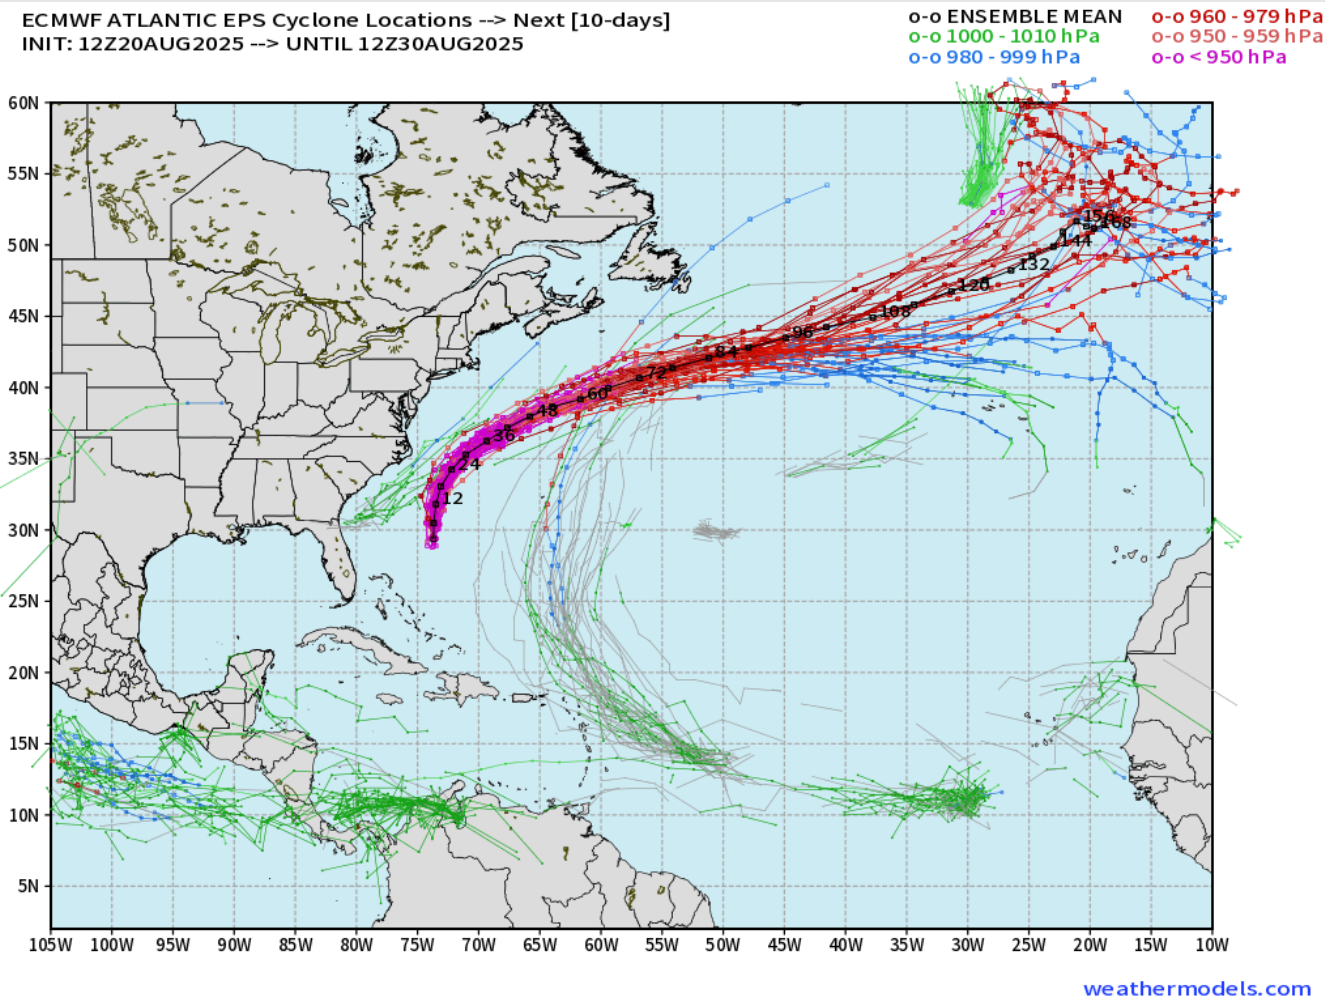 ECMWF ATLANTIC EPS Cyclone Locations --> Next [10-days]
INIT: 12Z20AUG2025 --> UNTIL 12Z30AUG2025
o-o ENSEMBLE MEAN
o-o 1000 - 1010 hPa
o-o 980 - 999 hPa
o-o 960 - 979 hPa
o-o 950 - 959 hPa
o-o < 950 hPa
60N
55N
50N
45N
40N
35N
30N
25N
20N
15N
10N
5N
168
144
132
120
108
96
84
72
60
48
36
24
12
105W 100W 95W 90W 85W 80W 75W 70W 65W 60W 55W 50W 45W 40W 35W 30W 25W 20W 15W 10W
weathermodels.com